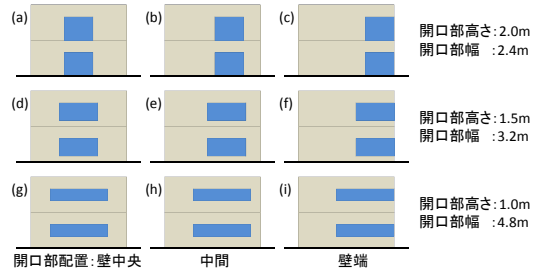 (a) (b) (c)
開口部高さ:2.0m
開口部幅 :2.4m
(d) (e) (f)
開口部高さ:1.5m
開口部幅 :3.2m
(g) (h) (i)
開口部高さ:1.0m
開口部幅 :4.8m
開口部配置:壁中央 中間 壁端